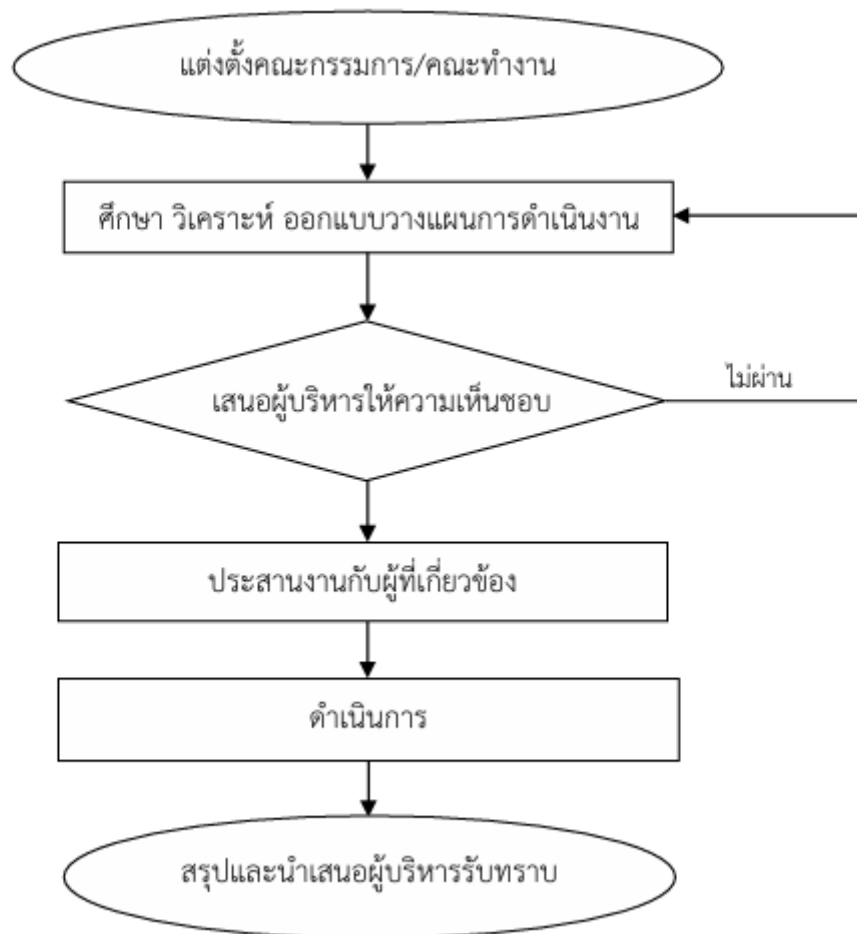 แต่งตั้งคณะกรรมการ/คณะทำงาน
ศึกษา วิเคราะห์ ออกแบบวางแผนการดำเนินงาน
เสนอผู้บริหารให้ความเห็นชอบ
ไม่ผ่าน
ประสานงานกับผู้ที่เกี่ยวข้อง
ดำเนินการ
สรุปและนำเสนอผู้บริหารรับทราบ